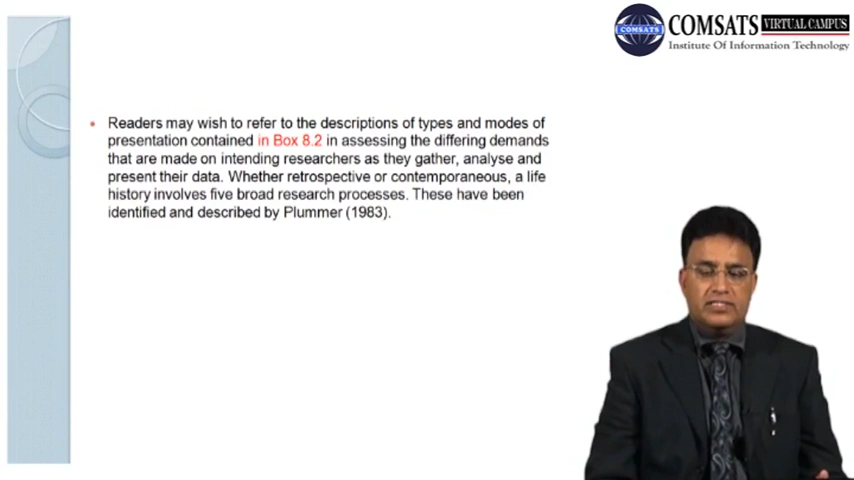 COMSATS VIRTUAL CAMPUS
COMSATS
Institute Of Information Technology
Readers may wish to refer to the descriptions of types and modes of
presentation contained in Box 8.2 in assessing the differing demands
that are made on intending researchers as they gather, analyse and
present their data. Whether retrospective or contemporaneous, a life
history involves five broad research processes. These have been
identified and described by Plummer (1983).